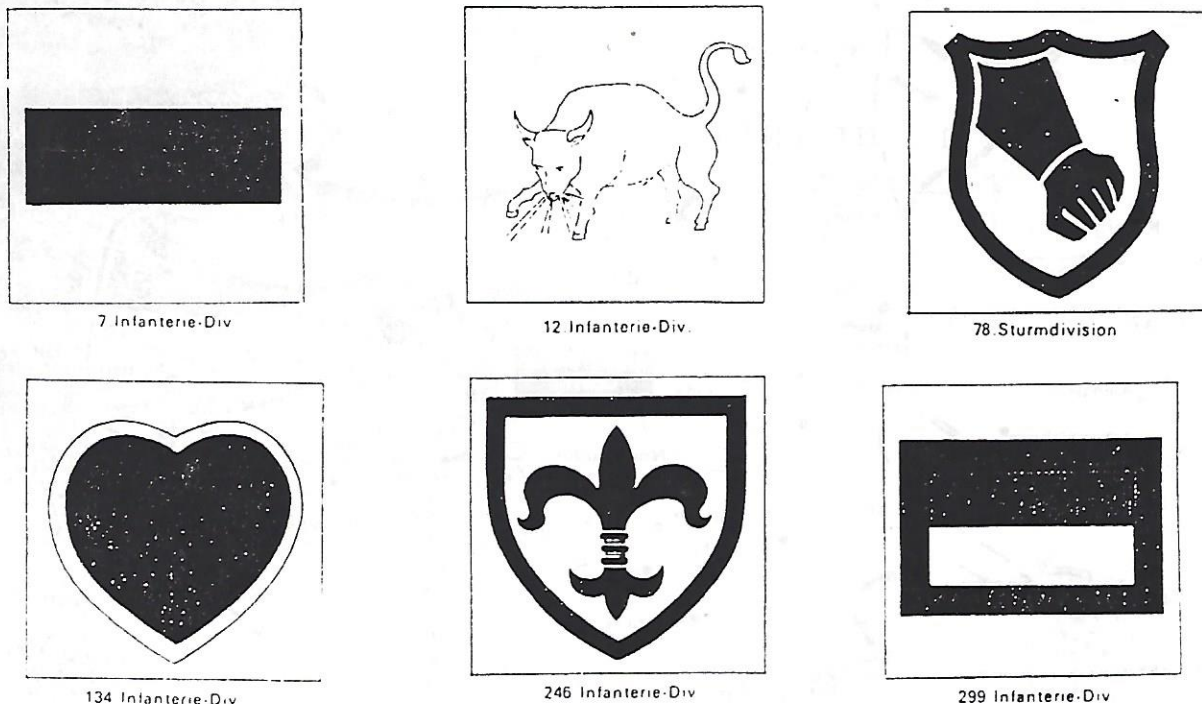 7 Infanterie-Div
12.Infanterie-Div.
78.Sturmdivision
134 Infanterie-Div
246 Infanterie-Div
299 Infanterie-Div